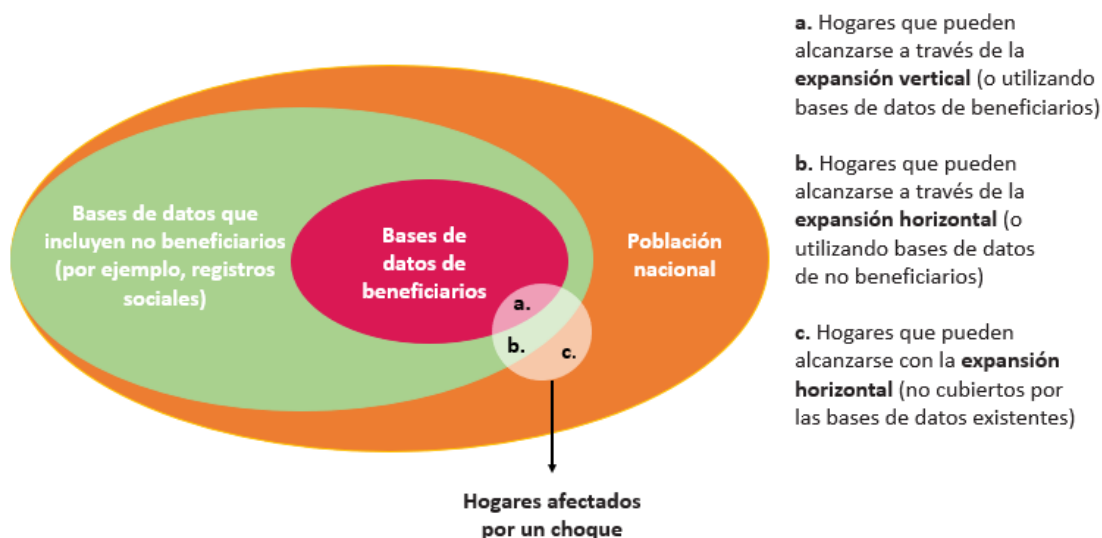 Bases de datos que
incluyen no beneficiarios
(por ejemplo, registros
sociales)
Bases de
datos de
beneficiarios
Población
nacional
a.
b.
c.
Hogares afectados
por un choque
a. Hogares que pueden
alcanzarse a través de la
expansión vertical (o utilizando
bases de datos de beneficiarios)
b. Hogares que pueden
alcanzarse a través de la
expansión horizontal (o
utilizando bases de datos
de no beneficiarios)
c. Hogares que pueden
alcanzarse con la expansión
horizontal (no cubiertos por
las bases de datos existentes)